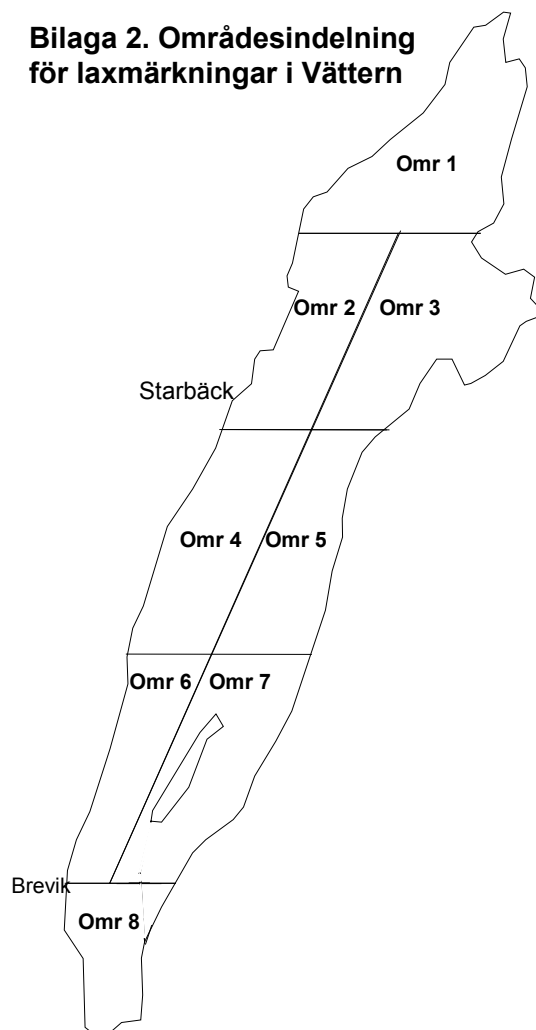 Bilaga 2. Områdesindelning
för laxmärkningar i Vättern
Omr 1
Omr 2
Omr 3
Starbäck
Omr 4
Omr 5
Omr 6
Omr 7
Brevik
Omr 8